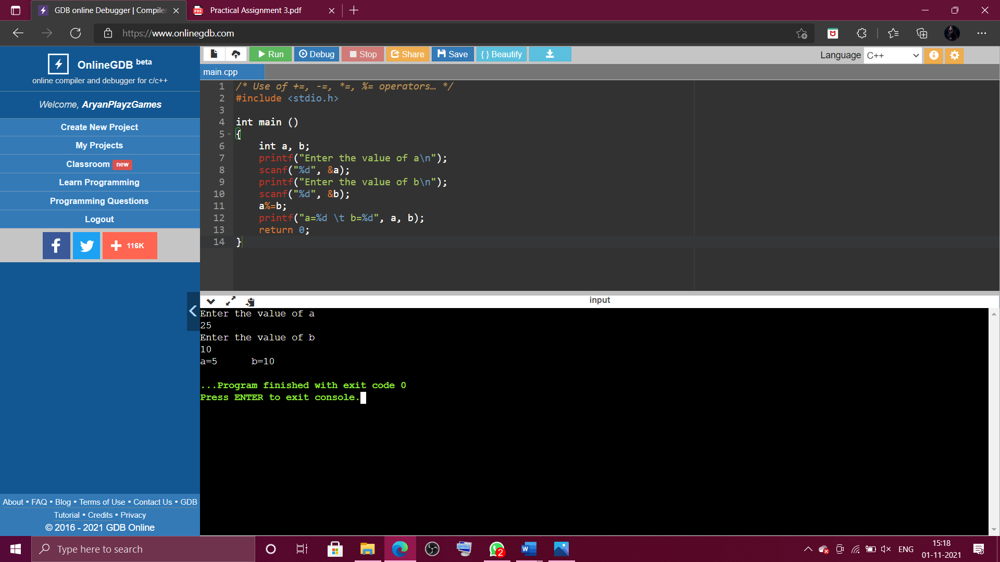 GDB online Debugger | Compiler
Practical Assignment 3.pdf
https://www.onlinegdb.com
OnlineGDB beta
online compiler and debugger for c/c++
Welcome, AryanPlayzGames
Create New Project
My Projects
Classroom new
Learn Programming
Programming Questions
Logout
116K
About • FAQ • Blog • Terms of Use • Contact Us • GDB
Tutorial • Credits • Privacy
© 2016 - 2021 GDB Online
Run Debug Stop Share Save { } Beautify
Language C++
main.cpp
1 /* Use of +=, -=, *=, %= operators… */
2 #include <stdio.h>
3
4 int main ()
5 {
6 int a, b;
7 printf("Enter the value of a\n");
8 scanf("%d", &a);
9 printf("Enter the value of b\n");
10 scanf("%d", &b);
11 a%=b;
12 printf("a=%d \t b=%d", a, b);
13 return 0;
14 }
input
Enter the value of a
25
Enter the value of b
10
a=5 b=10
...Program finished with exit code 0
Press ENTER to exit console.
Type here to search
2
ENG
15:18
01-11-2021